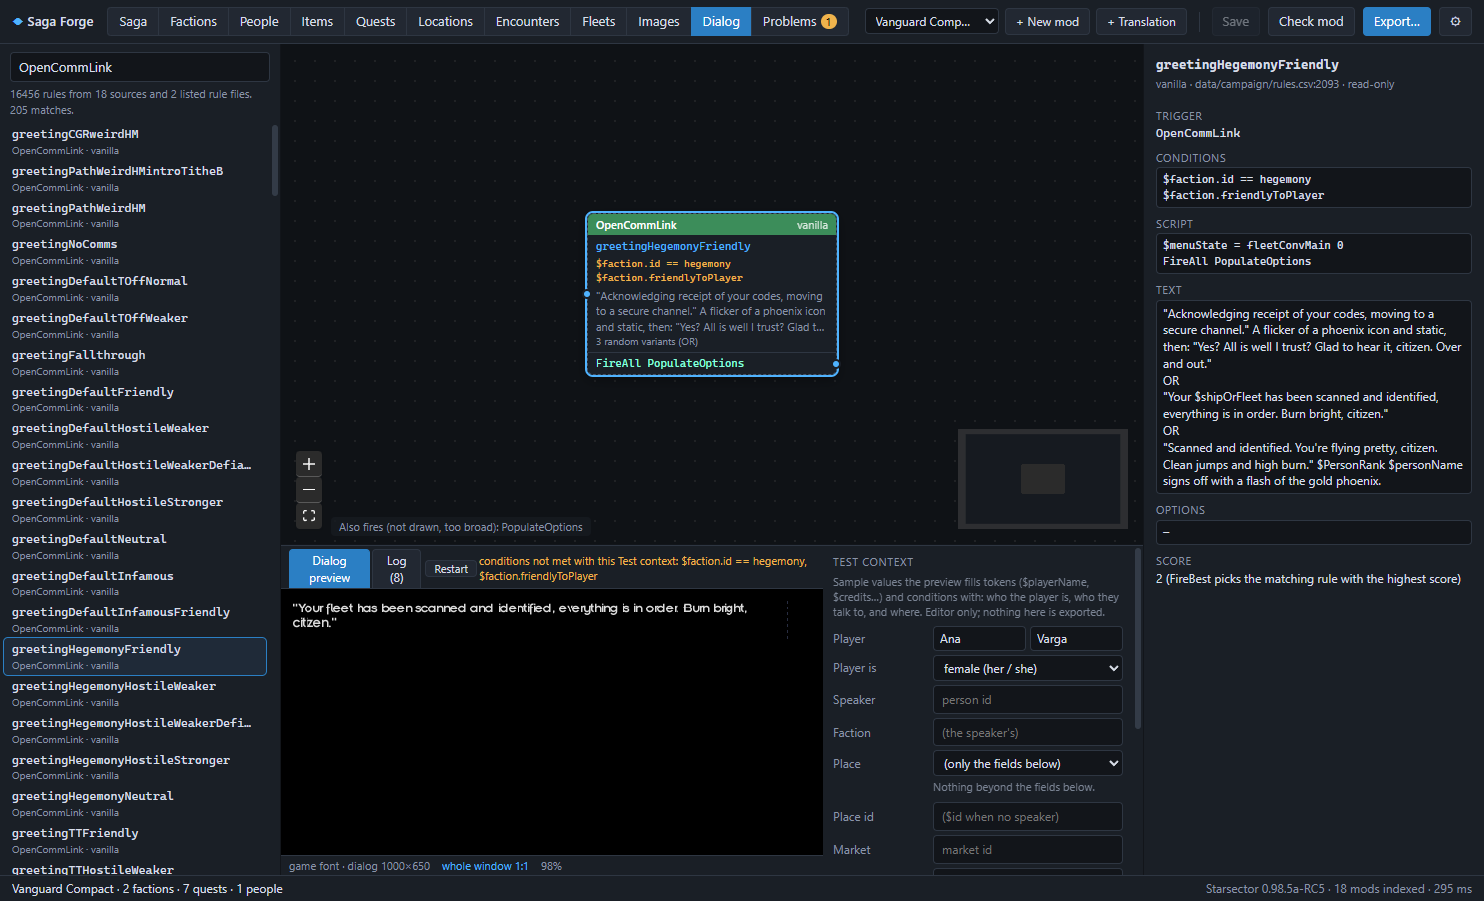 Saga Forge
Saga
Factions
People
Items
Quests
Locations
Encounters
Fleets
Images
Dialog
Problems 1
Vanguard Comp...
+ New mod
+ Translation
Save
Check mod
Export...
OpenCommLink
16456 rules from 18 sources and 2 listed rule files.
205 matches.
greetingCGRweirdHM
OpenCommLink · vanilla
greetingPathWeirdHMintroTitheB
OpenCommLink · vanilla
greetingPathWeirdHM
OpenCommLink · vanilla
greetingNoComms
OpenCommLink · vanilla
greetingDefaultTOffNormal
OpenCommLink · vanilla
greetingDefaultTOffWeaker
OpenCommLink · vanilla
greetingFallthrough
OpenCommLink · vanilla
greetingDefaultFriendly
OpenCommLink · vanilla
greetingDefaultHostileWeaker
OpenCommLink · vanilla
greetingDefaultHostileWeakerDefia...
OpenCommLink · vanilla
greetingDefaultHostileStronger
OpenCommLink · vanilla
greetingDefaultNeutral
OpenCommLink · vanilla
greetingDefaultInfamous
OpenCommLink · vanilla
greetingDefaultInfamousFriendly
OpenCommLink · vanilla
greetingHegemonyFriendly
OpenCommLink · vanilla
greetingHegemonyHostileWeaker
OpenCommLink · vanilla
greetingHegemonyHostileWeakerDefi...
OpenCommLink · vanilla
greetingHegemonyHostileStronger
OpenCommLink · vanilla
greetingHegemonyNeutral
OpenCommLink · vanilla
greetingTTFriendly
OpenCommLink · vanilla
greetingTTHostileWeaker
OpenCommLink vanilla
greetingHegemonyFriendly
$faction.id == hegemony
$faction.friendlyToPlayer
"Acknowledging receipt of your codes, moving
to a secure channel." A flicker of a phoenix icon
and static, then: "Yes? All is well I trust? Glad t...
3 random variants (OR)
FireAll PopulateOptions
Also fires (not drawn, too broad): PopulateOptions
Dialog
preview
Log
(8)
Restart
conditions not met with this Test context: $faction.id == hegemony,
$faction.friendlyToPlayer
"Your fleet has been scanned and identified, everything is in order. Burn bright,
citizen."
game font · dialog 1000×650 whole window 1:1 98%
TEST CONTEXT
Sample values the preview fills tokens ($playerName,
$credits...) and conditions with: who the player is, who they
talk to, and where. Editor only; nothing here is exported.
Player Ana Varga
Player is female (her / she)
Speaker person id
Faction (the speaker's)
Place (only the fields below)
Nothing beyond the fields below.
Place id ($id when no speaker)
Market market id
greetingHegemonyFriendly
vanilla · data/campaign/rules.csv:2093 · read-only
TRIGGER
OpenCommLink
CONDITIONS
$faction.id == hegemony
$faction.friendlyToPlayer
SCRIPT
$menuState = fleetConvMain 0
FireAll PopulateOptions
TEXT
"Acknowledging receipt of your codes, moving to a
secure channel." A flicker of a phoenix icon and static,
then: "Yes? All is well I trust? Glad to hear it, citizen. Over
and out."
OR
"Your $shipOrFleet has been scanned and identified,
everything is in order. Burn bright, citizen."
OR
"Scanned and identified. You're flying pretty, citizen.
Clean jumps and high burn." $PersonRank $personName
signs off with a flash of the gold phoenix.
OPTIONS
—
SCORE
2 (FireBest picks the matching rule with the highest score)
Vanguard Compact · 2 factions · 7 quests · 1 people
Starsector 0.98.5a-RC5 · 18 mods indexed · 295 ms